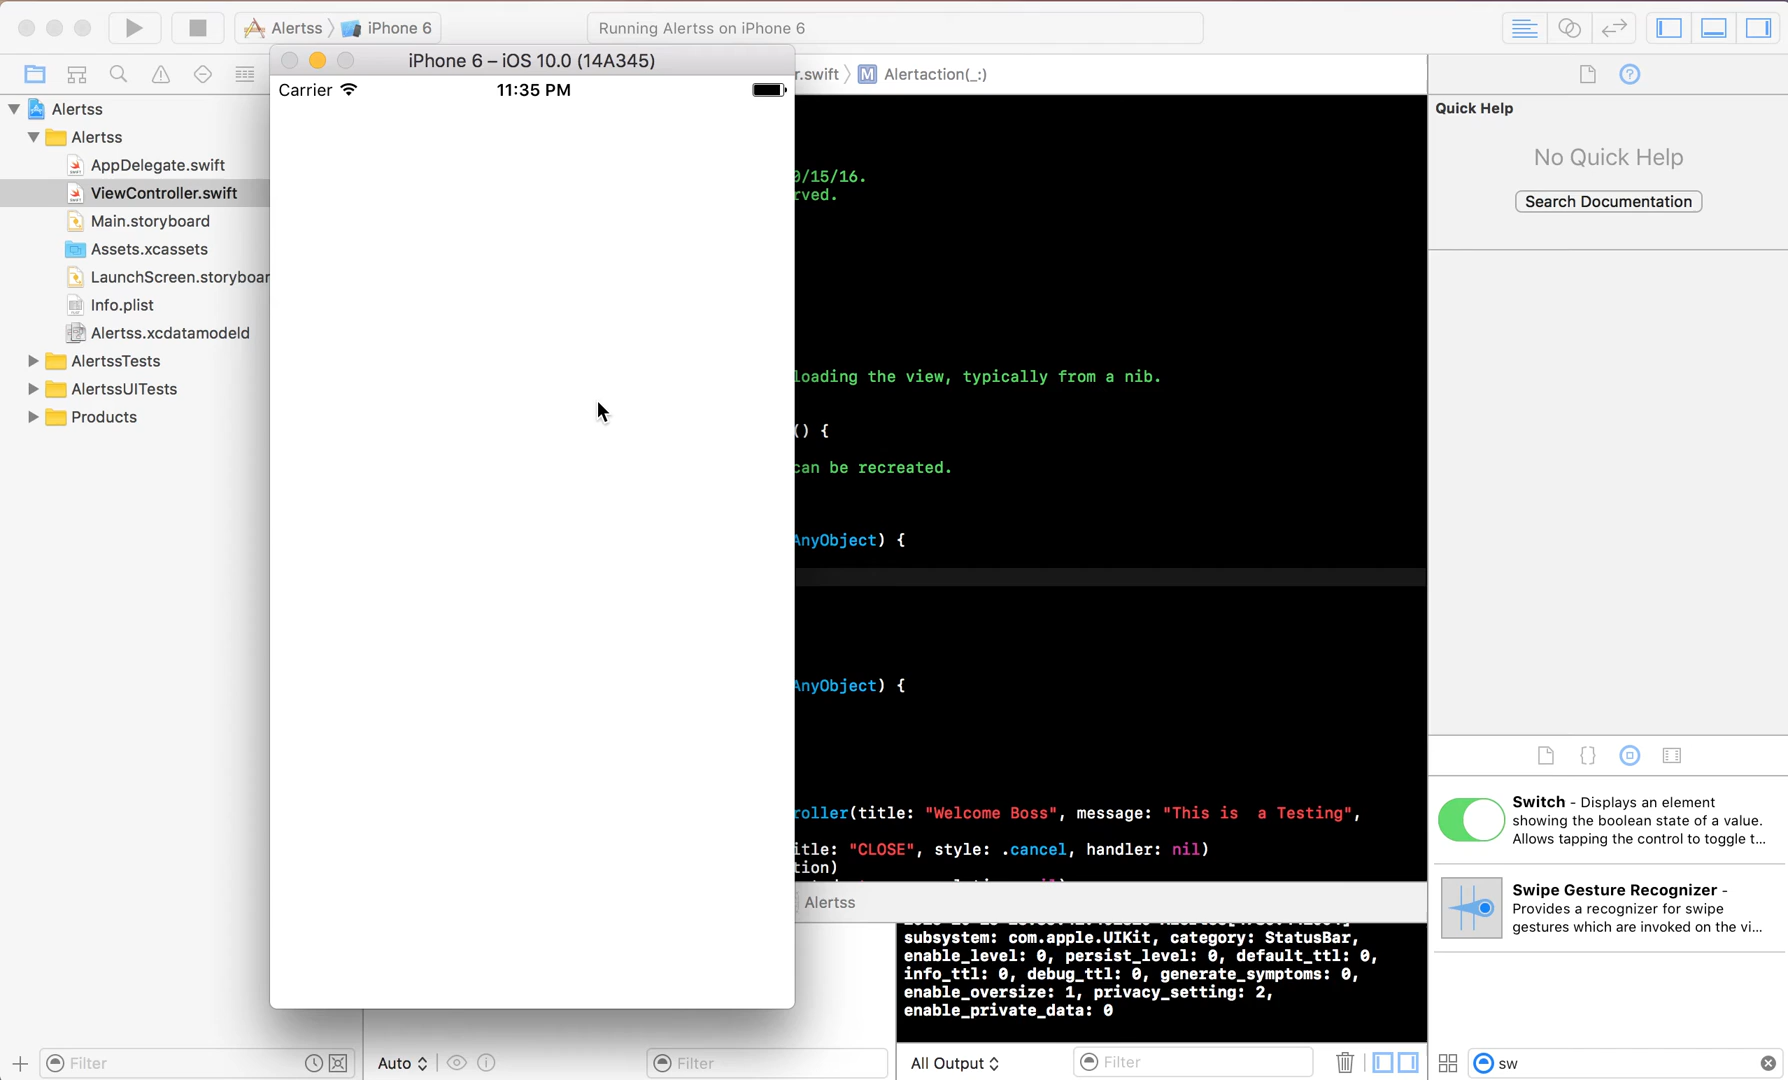 Alertss
iPhone 6
Running Alertss on iPhone 6
iPhone 6 – iOS 10.0 (14A345)
r.swift
M
Alertaction(_:)
Carrier
11:35 PM
Alertss
Alertss
AppDelegate.swift
ViewController.swift
Main.storyboard
Assets.xcassets
LaunchScreen.storyboar
Info.plist
Alertss.xcdatamodeld
AlertssTests
AlertssUITests
Products
/15/16.
rved.
loading the view, typically from a nib.
() {
can be recreated.
AnyObject) {
AnyObject) {
roller(title: "Welcome Boss", message: "This is  a Testing",
itle: "CLOSE", style: .cancel, handler: nil)
tion)
Alertss
subsystem: com.apple.UIKit, category: StatusBar,
enable_level: 0, persist_level: 0, default_ttl: 0,
info_ttl: 0, debug_ttl: 0, generate_symptoms: 0,
enable_oversize: 1, privacy_setting: 2,
enable_private_data: 0
Quick Help
No Quick Help
Search Documentation
Switch - Displays an element
showing the boolean state of a value.
Allows tapping the control to toggle t...
Swipe Gesture Recognizer -
Provides a recognizer for swipe
gestures which are invoked on the vi...
Filter
Auto
Filter
All Output
Filter
sw